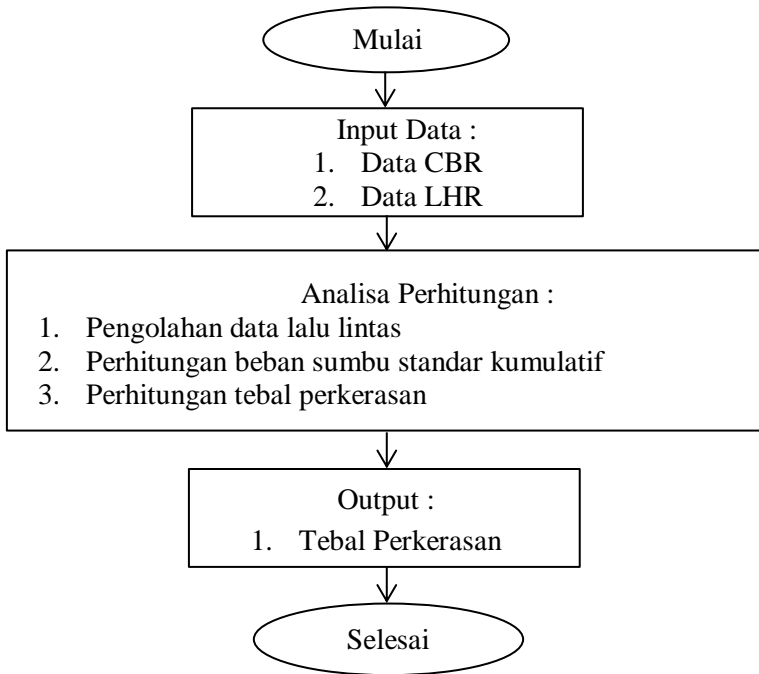 Mulai
Input Data :
1. Data CBR
2. Data LHR
Analisa Perhitungan :
1. Pengolahan data lalu lintas
2. Perhitungan beban sumbu standar kumulatif
3. Perhitungan tebal perkerasan
Output :
1. Tebal Perkerasan
Selesai